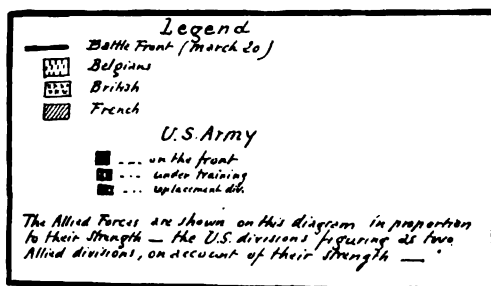 Legend
Battle Front (March 20)
Belgians
British
French
U.S. Army
on the front
under training
replacement div.
The Allied Forces are shown on this diagram in proportion
to their strength — the U.S. divisions figuring as two
Allied divisions, on account of their strength —